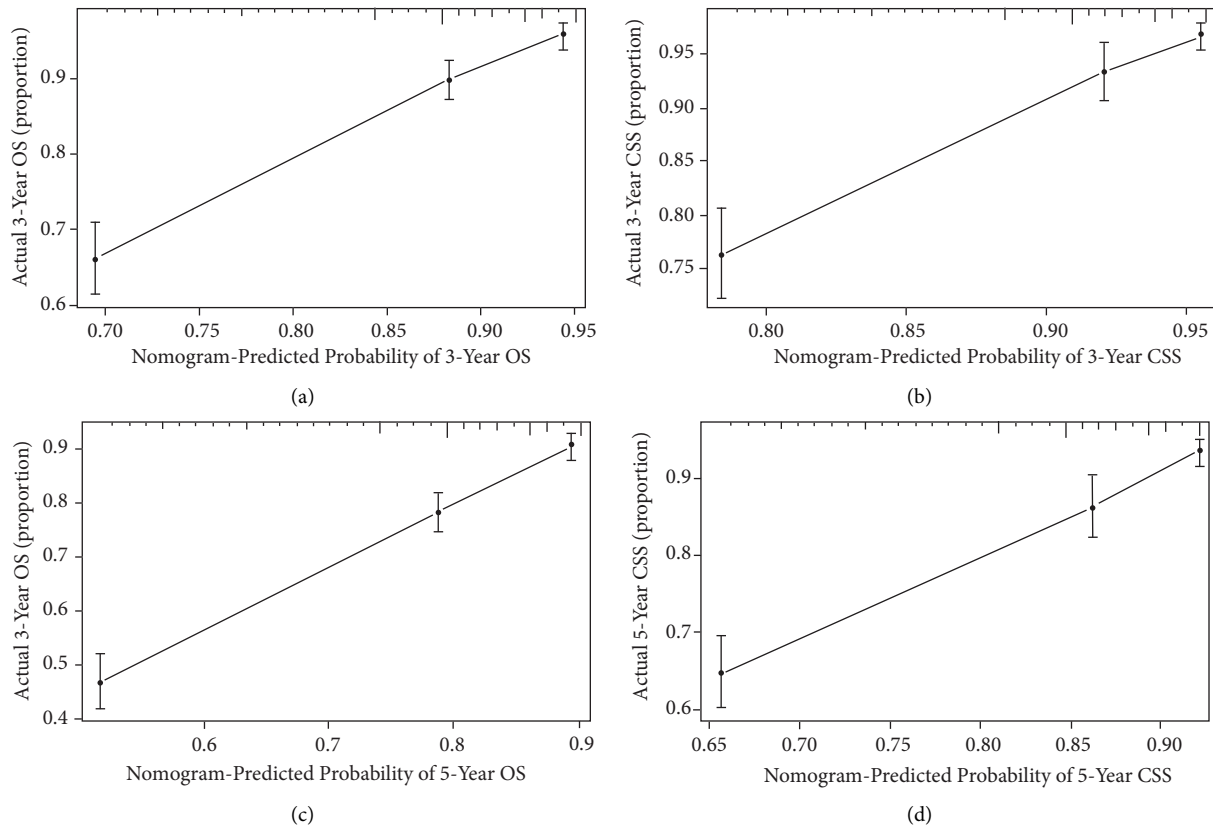 Actual 3-Year OS (proportion)
0.9
0.8
0.7
0.6
0.70 0.75 0.80 0.85 0.90 0.95
Nomogram-Predicted Probability of 3-Year OS
(a)
Actual 3-Year CSS (proportion)
0.95
0.90
0.85
0.80
0.75
0.80 0.85 0.90 0.95
Nomogram-Predicted Probability of 3-Year CSS
(b)
Actual 3-Year OS (proportion)
0.9
0.8
0.7
0.6
0.5
0.4
0.6 0.7 0.8 0.9
Nomogram-Predicted Probability of 5-Year OS
(c)
Actual 5-Year CSS (proportion)
0.9
0.8
0.7
0.6
0.65 0.70 0.75 0.80 0.85 0.90
Nomogram-Predicted Probability of 5-Year CSS
(d)